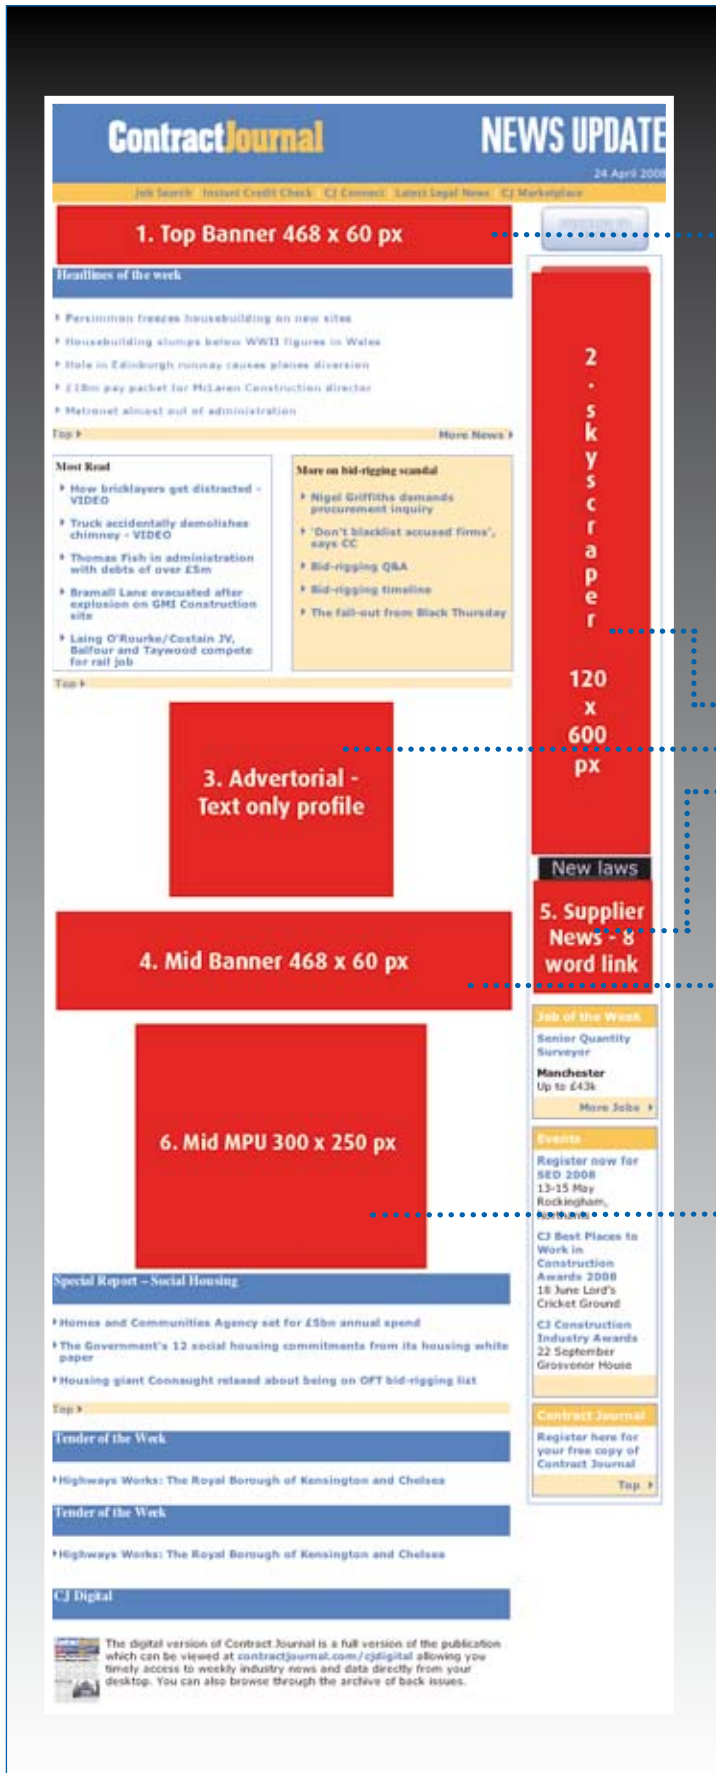 ContractJournal
NEWS UPDATE
24 April 2008
Job Search Instant Credit Check CJ Connect Latest Legal News CJ Marketplace
1. Top Banner 468 x 60 px
Headlines of the week
Persimmon freezes housebuilding on new sites
Housebuilding slumps below WWII figures in Wales
Hole in Edinburgh runway causes planes diversion
£18m pay packet for McLaren Construction director
Metronet almost out of administration
Top
More News
Most Read
How bricklayers get distracted -
VIDEO
Truck accidentally demolishes
chimney - VIDEO
Thomas Fish in administration
with debts of over £5m
Bramall Lane evacuated after
explosion on GMI Construction
site
Laing O'Rourke/Costain JV,
Balfour and Taywood compete
for rail job
More on bid-rigging scandal
Nigel Griffiths demands
procurement inquiry
'Don't blacklist accused firms',
says CC
Bid-rigging Q&A
Bid-rigging timeline
The fall-out from Black Thursday
Top
2
.
s
k
y
s
c
r
a
p
e
r
120
x
600
px
3. Advertorial -
Text only profile
New laws
5. Supplier
News - 8
word link
4. Mid Banner 468 x 60 px
6. Mid MPU 300 x 250 px
Job of the Week
Senior Quantity
Surveyor
Manchester
Up to £43k
More Jobs
Events
Register now for
SED 2008
13-15 May
Rockingham,
Northants
CJ Best Places to
Work in
Construction
Awards 2008
18 June Lord's
Cricket Ground
CJ Construction
Industry Awards
22 September
Grosvenor House
Contract Journal
Register here for
your free copy of
Contract Journal
Top
Special Report – Social Housing
Homes and Communities Agency set for £5bn annual spend
The Government's 12 social housing commitments from its housing white
paper
Housing giant Connaught relaxed about being on OFT bid-rigging list
Top
Tender of the Week
Highways Works: The Royal Borough of Kensington and Chelsea
Tender of the Week
Highways Works: The Royal Borough of Kensington and Chelsea
CJ Digital
The digital version of Contract Journal is a full version of the publication
which can be viewed at contractjournal.com/cjdigital allowing you
timely access to weekly industry news and data directly from your
desktop. You can also browse through the archive of back issues.